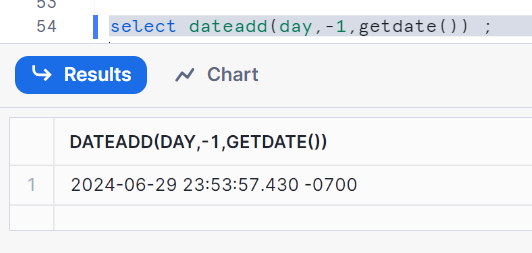 53
54 select dateadd(day,-1,getdate()) ;
Results Chart
DATEADD(DAY,-1,GETDATE())
1 2024-06-29 23:53:57.430 -0700